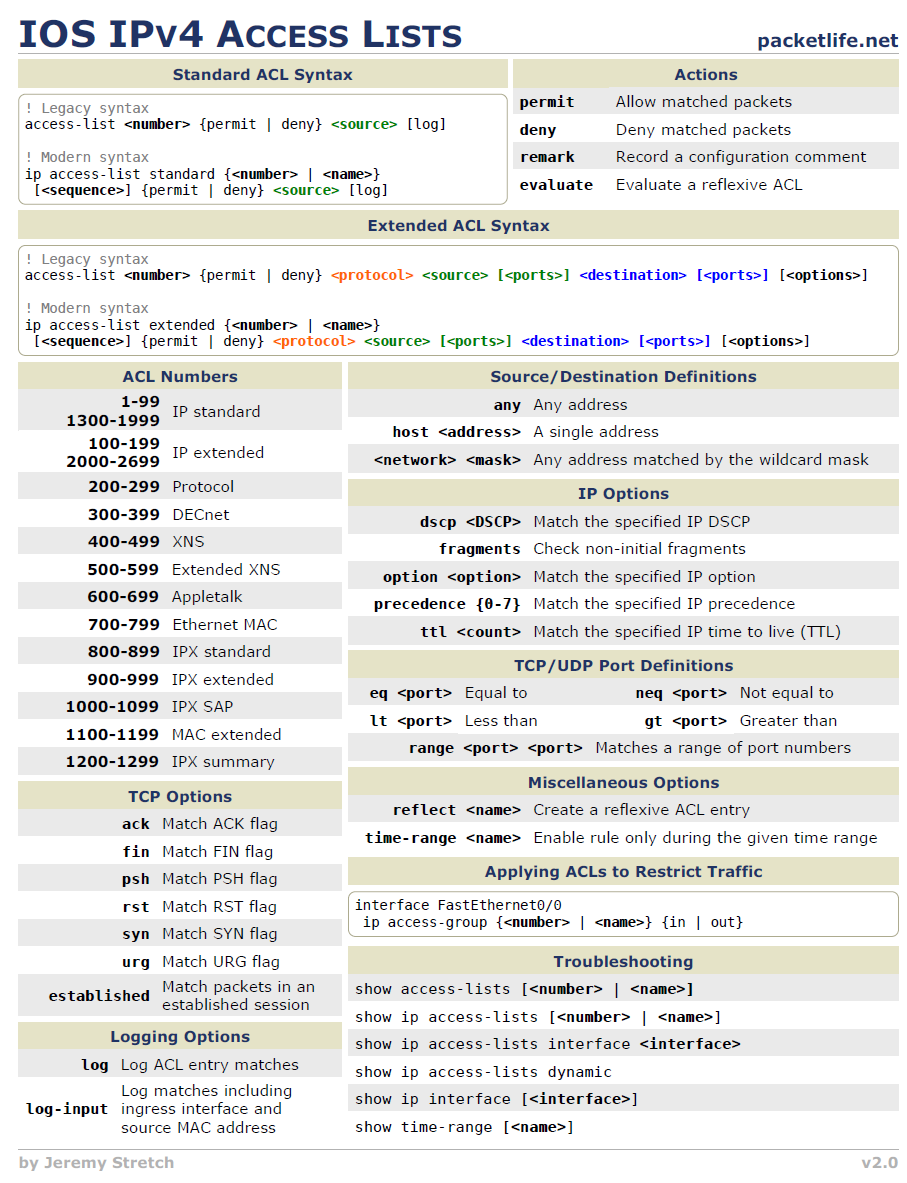 IOS IPv4 ACCESS LISTS
packetlife.net
Standard ACL Syntax
! Legacy syntax
access-list <number> {permit | deny} <source> [log]
! Modern syntax
ip access-list standard {<number> | <name>}
[<sequence>] {permit | deny} <source> [log]
Actions
permit Allow matched packets
deny Deny matched packets
remark Record a configuration comment
evaluate Evaluate a reflexive ACL
Extended ACL Syntax
! Legacy syntax
access-list <number> {permit | deny} <protocol> <source> [<ports>] <destination> [<ports>] [<options>]
! Modern syntax
ip access-list extended {<number> | <name>}
[<sequence>] {permit | deny} <protocol> <source> [<ports>] <destination> [<ports>] [<options>]
ACL Numbers
1-99
1300-1999 IP standard
100-199
2000-2699 IP extended
200-299 Protocol
300-399 DECnet
400-499 XNS
500-599 Extended XNS
600-699 Appletalk
700-799 Ethernet MAC
800-899 IPX standard
900-999 IPX extended
1000-1099 IPX SAP
1100-1199 MAC extended
1200-1299 IPX summary
TCP Options
ack Match ACK flag
fin Match FIN flag
psh Match PSH flag
rst Match RST flag
syn Match SYN flag
urg Match URG flag
established Match packets in an
established session
Logging Options
log Log ACL entry matches
log-input Log matches including
ingress interface and
source MAC address
Source/Destination Definitions
any Any address
host <address> A single address
<network> <mask> Any address matched by the wildcard mask
IP Options
dscp <DSCP> Match the specified IP DSCP
fragments Check non-initial fragments
option <option> Match the specified IP option
precedence {0-7} Match the specified IP precedence
ttl <count> Match the specified IP time to live (TTL)
TCP/UDP Port Definitions
eq <port> Equal to neq <port> Not equal to
lt <port> Less than gt <port> Greater than
range <port> <port> Matches a range of port numbers
Miscellaneous Options
reflect <name> Create a reflexive ACL entry
time-range <name> Enable rule only during the given time range
Applying ACLs to Restrict Traffic
interface FastEthernet0/0
ip access-group {<number> | <name>} {in | out}
Troubleshooting
show access-lists [<number> | <name>]
show ip access-lists [<number> | <name>]
show ip access-lists interface <interface>
show ip access-lists dynamic
show ip interface [<interface>]
show time-range [<name>]
by Jeremy Stretch
v2.0